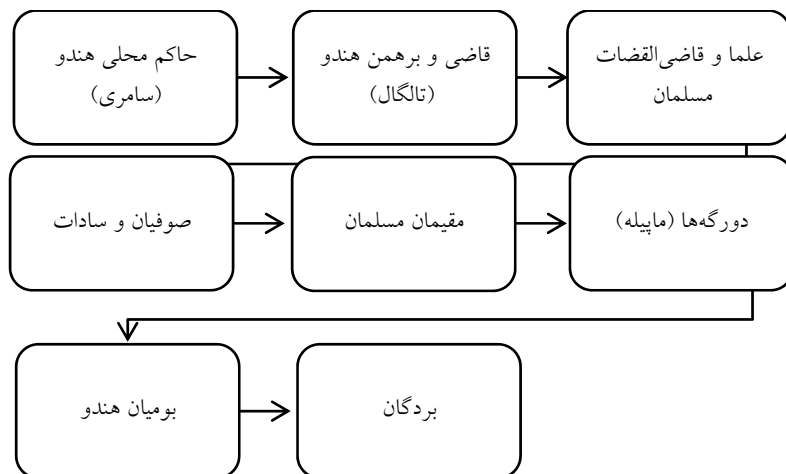 حاکم محلی هندو
(سامری)
قاضی و برهمن هندو
(تالگال)
علما و قاضی‌القضات
مسلمان
صوفیان و سادات
مقیمان مسلمان
دورگه‌ها (ماپیله)
بومیان هندو
بردگان